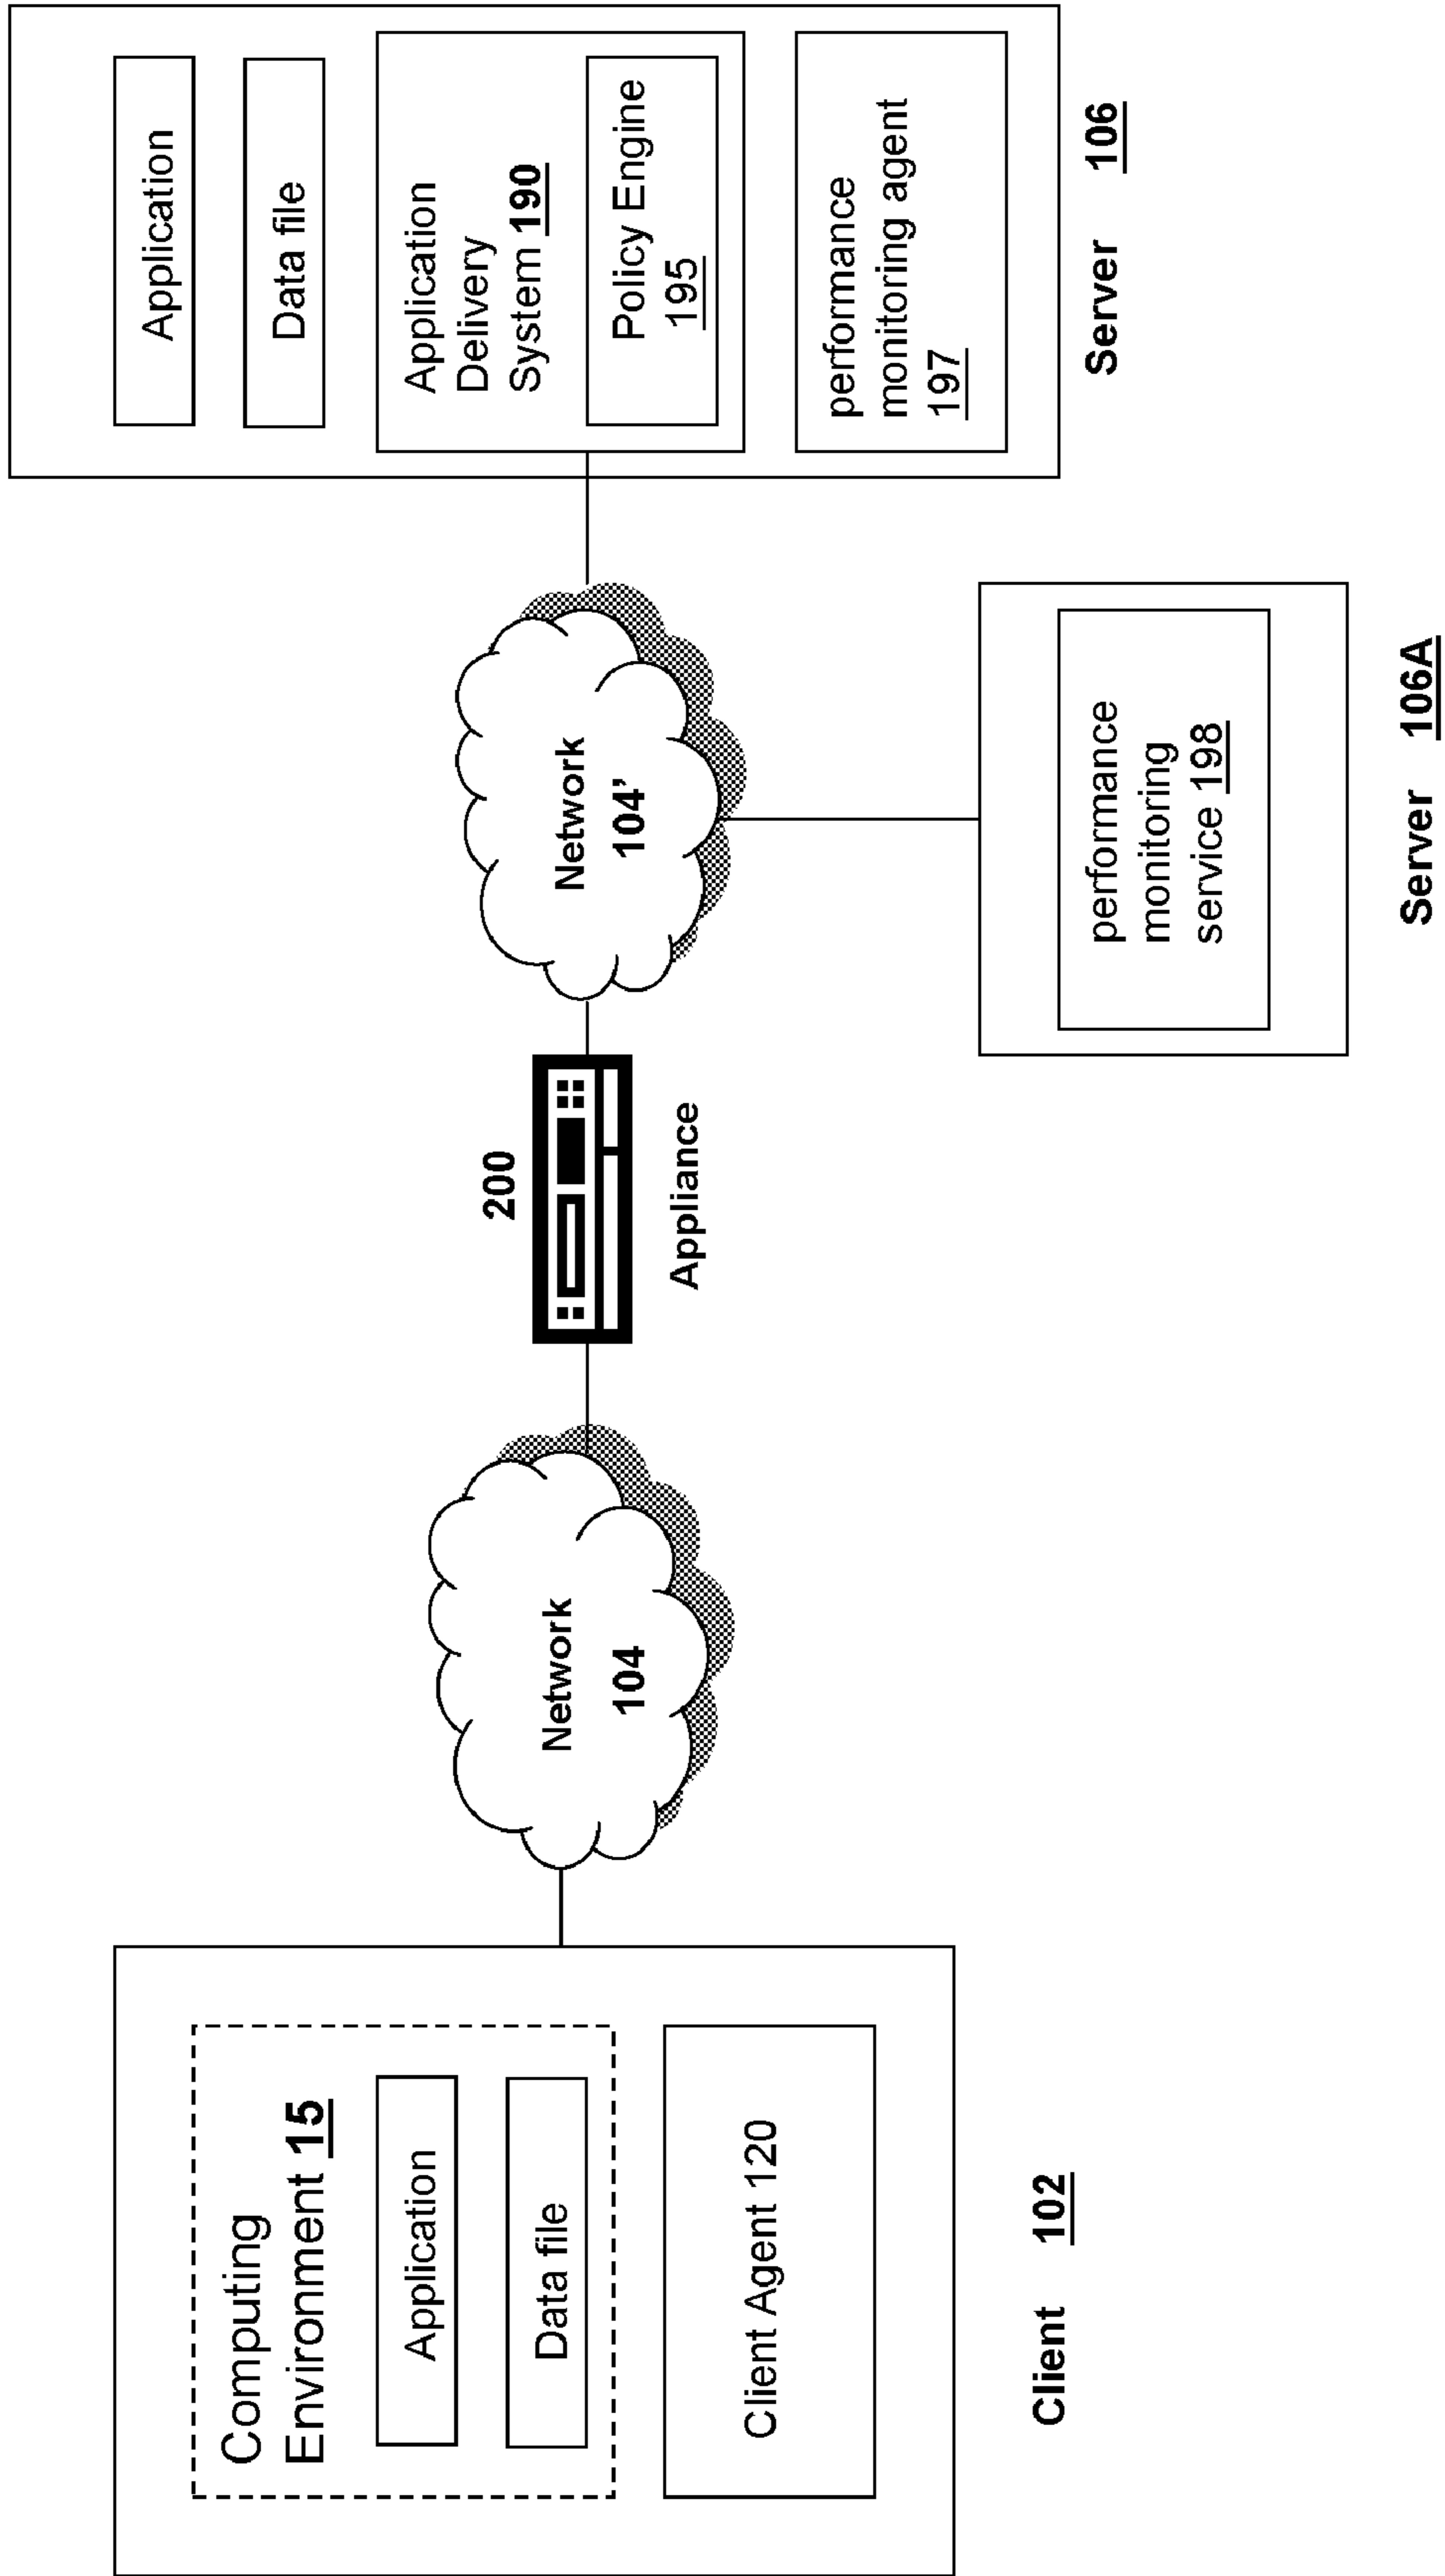 Computing
Environment 15
Application
Data file
Client Agent 120
Client 102
Network
104
200
Appliance
Network
104’
performance
monitoring
service 198
Server 106A
Application
Data file
Application
Delivery
System 190
Policy Engine
195
performance
monitoring agent
197
Server 106